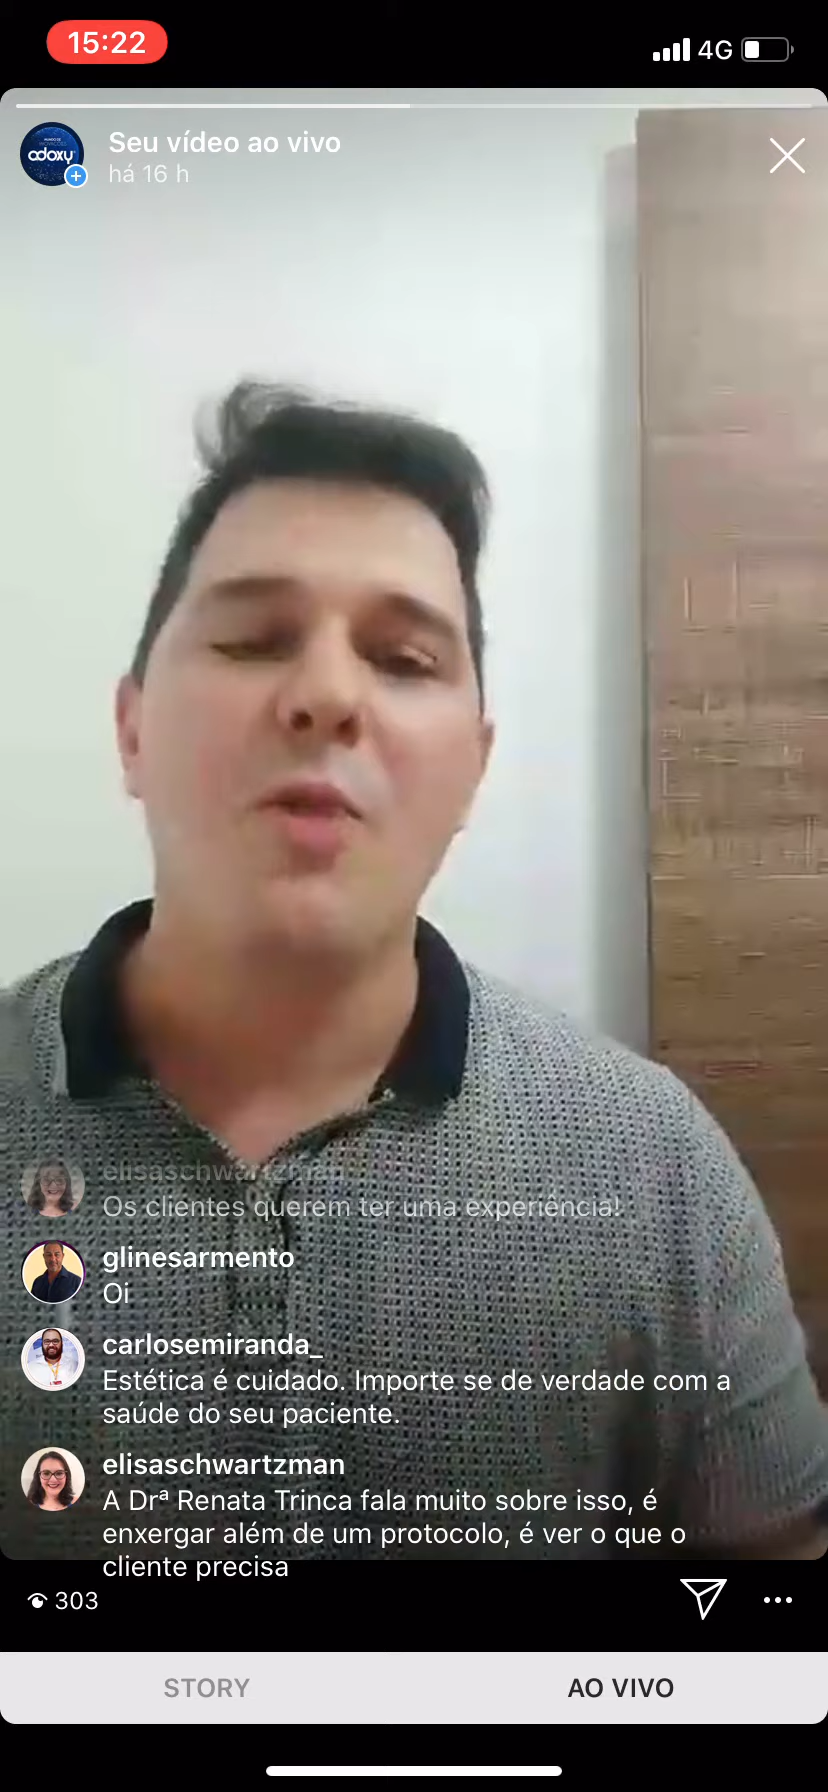 15:22
4G
adoxy
Seu vídeo ao vivo
há 16 h
elisaschwartzman
Os clientes querem ter uma experiência!
glinesarmento
Oi
carlosemiranda_
Estética é cuidado. Importe se de verdade com a
saúde do seu paciente.
elisaschwartzman
A Drª Renata Trinca fala muito sobre isso, é
enxergar além de um protocolo, é ver o que o
cliente precisa
303
STORY
AO VIVO